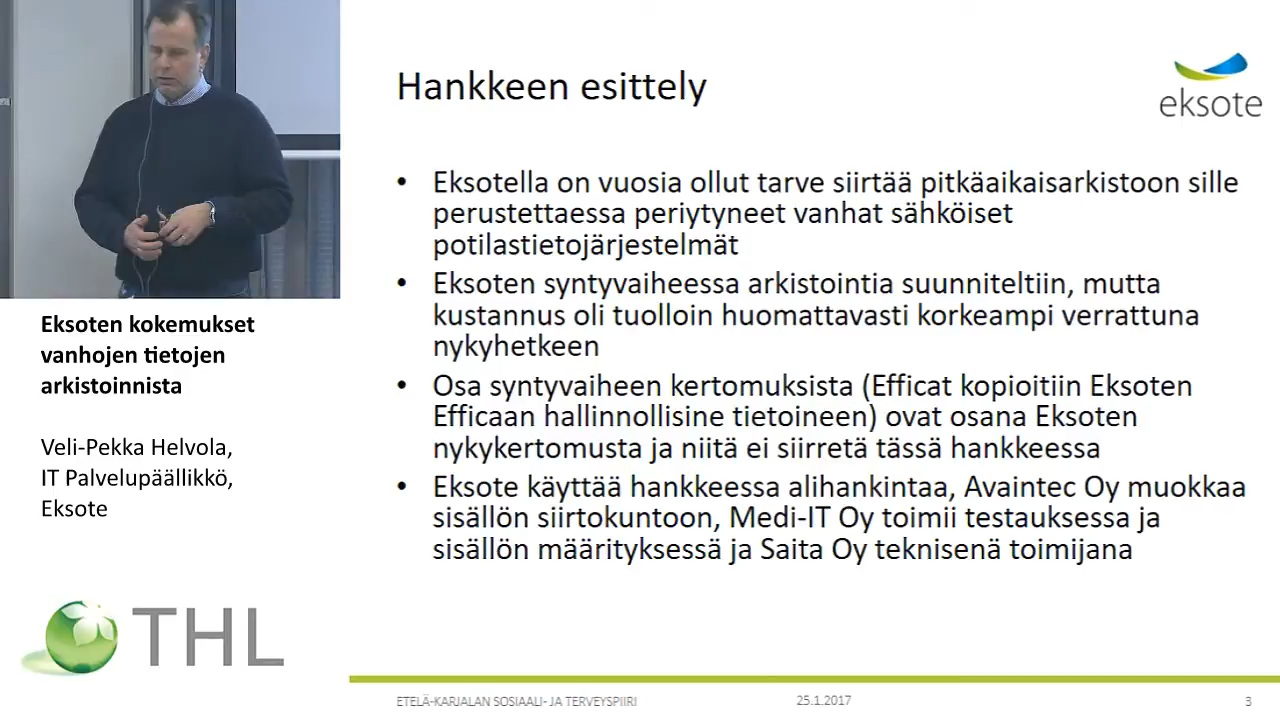 Hankkeen esittely
eksote
• Eksotella on vuosia ollut tarve siirtää pitkäaikaisarkistoon sille
perustettaessa periytyneet vanhat sähköiset
potilastietojärjestelmät
• Eksoten syntyvaiheessa arkistointia suunniteltiin, mutta
kustannus oli tuolloin huomattavasti korkeampi verrattuna
nykyhetkeen
• Osa syntyvaiheen kertomuksista (Efficat kopioitiin Eksoten
Efficaan hallinnollisine tietoineen) ovat osana Eksoten
nykykertomusta ja niitä ei siirretä tässä hankkeessa
• Eksote käyttää hankkeessa alihankintaa, Avaintec Oy muokkaa
sisällön siirtokuntoon, Medi-IT Oy toimii testauksessa ja
sisällön määrityksessä ja Saita Oy teknisenä toimijana
Eksoten kokemukset
vanhojen tietojen
arkistoinnista
Veli-Pekka Helvola,
IT Palvelupäällikkö,
Eksote
THL
ETELÄ-KARJALAN SOSIAALI- JA TERVEYSPIIRI
25.1.2017
3